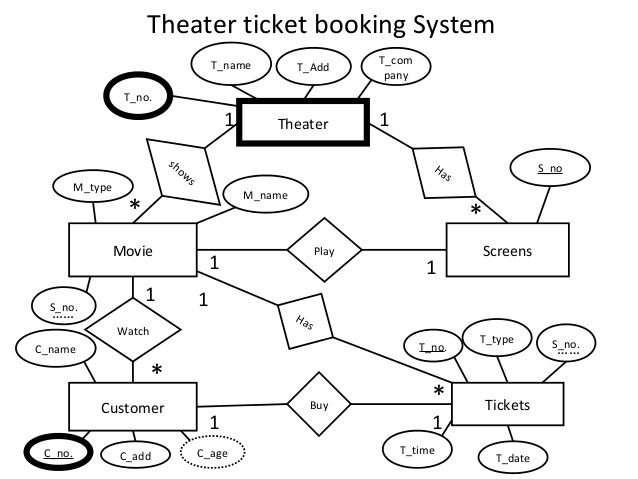 Theater ticket booking System
T_name
T_Add
T_com
pany
T_no.
1
Theater
1
shows
Has
S_no
M_type
*
M_name
*
Movie
Play
Screens
1
1
S_no.
1
1
Has
Watch
C_name
T_no.
T_type
S_no.
*
*
Customer
Buy
Tickets
1
1
C_no.
C_add
C_age
T_time
T_date